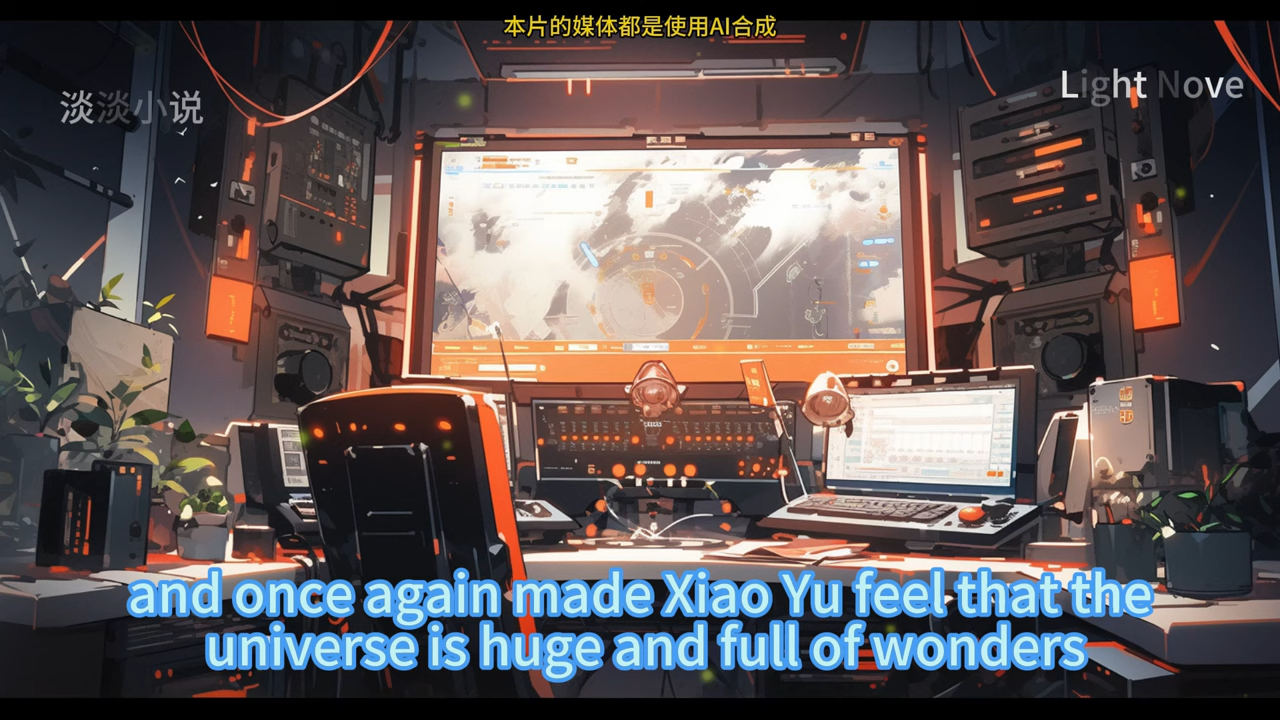 本片的媒体都是使用AI合成
淡淡小说
Light Nove
and once again made Xiao Yu feel that the
universe is huge and full of wonders